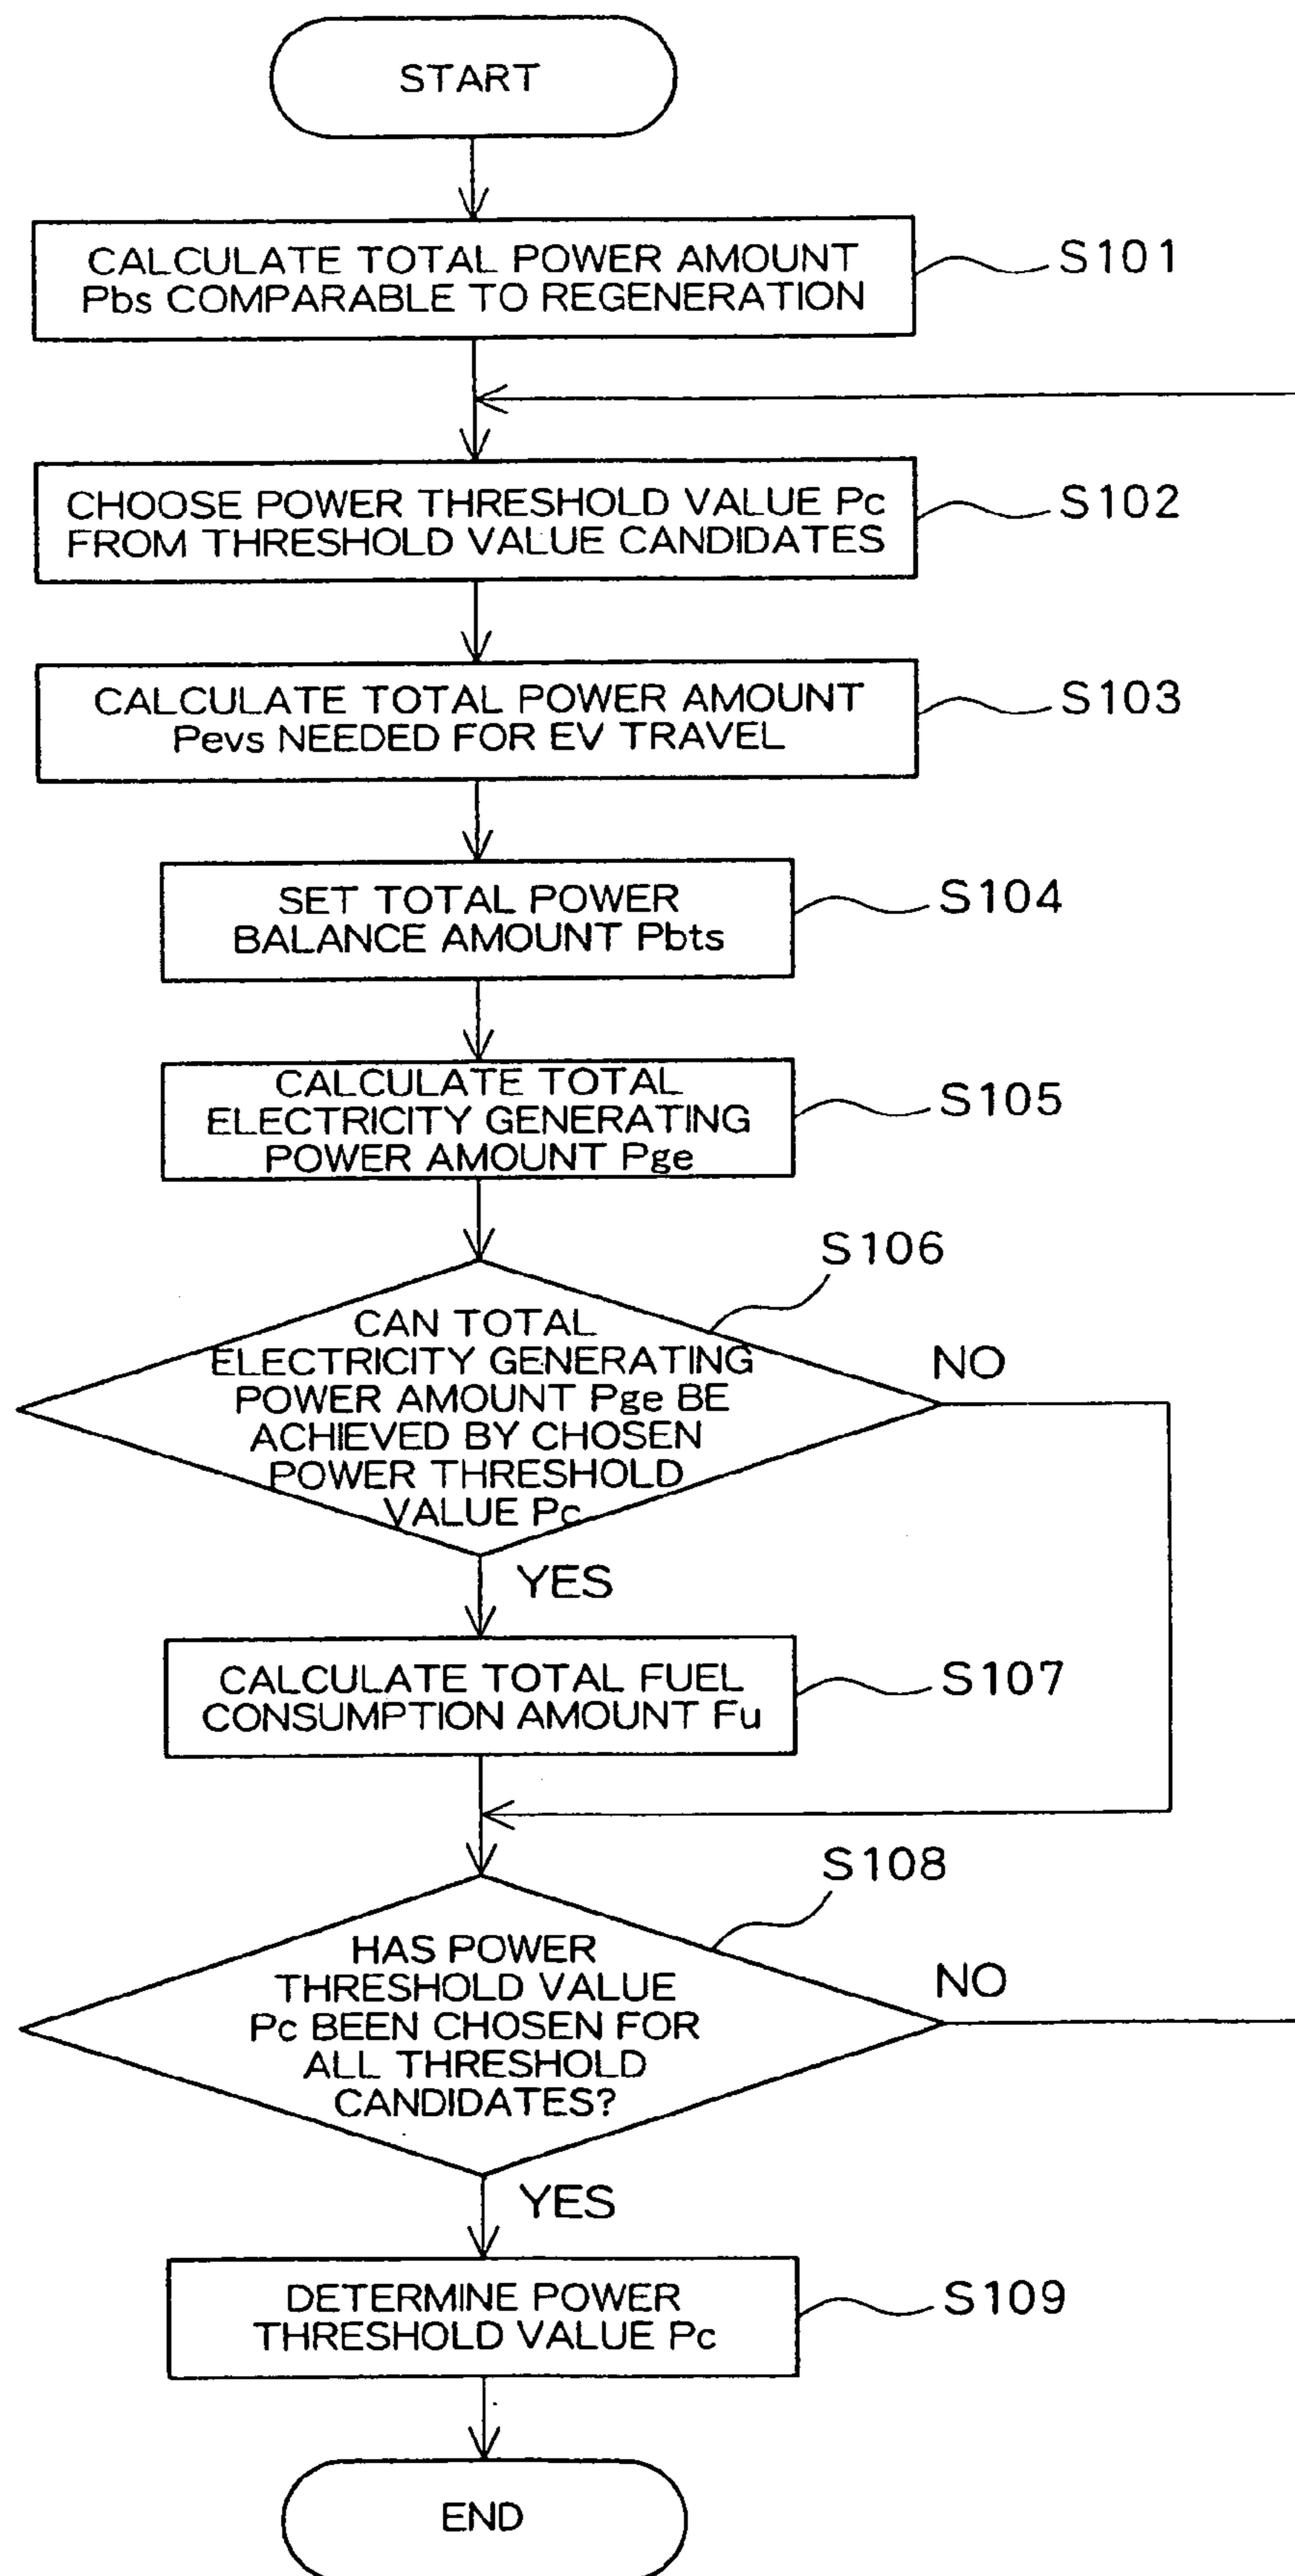 START
CALCULATE TOTAL POWER AMOUNT
Pbs COMPARABLE TO REGENERATION
S101
CHOOSE POWER THRESHOLD VALUE Pc
FROM THRESHOLD VALUE CANDIDATES
S102
CALCULATE TOTAL POWER AMOUNT
Pevs NEEDED FOR EV TRAVEL
S103
SET TOTAL POWER
BALANCE AMOUNT Pbts
S104
CALCULATE TOTAL
ELECTRICITY GENERATING
POWER AMOUNT Pge
S105
S106
CAN TOTAL
ELECTRICITY GENERATING
POWER AMOUNT Pge BE
ACHIEVED BY CHOSEN
POWER THRESHOLD
VALUE Pc
NO
YES
CALCULATE TOTAL FUEL
CONSUMPTION AMOUNT Fu
S107
S108
HAS POWER
THRESHOLD VALUE
Pc BEEN CHOSEN FOR
ALL THRESHOLD
CANDIDATES?
NO
YES
DETERMINE POWER
THRESHOLD VALUE Pc
S109
END